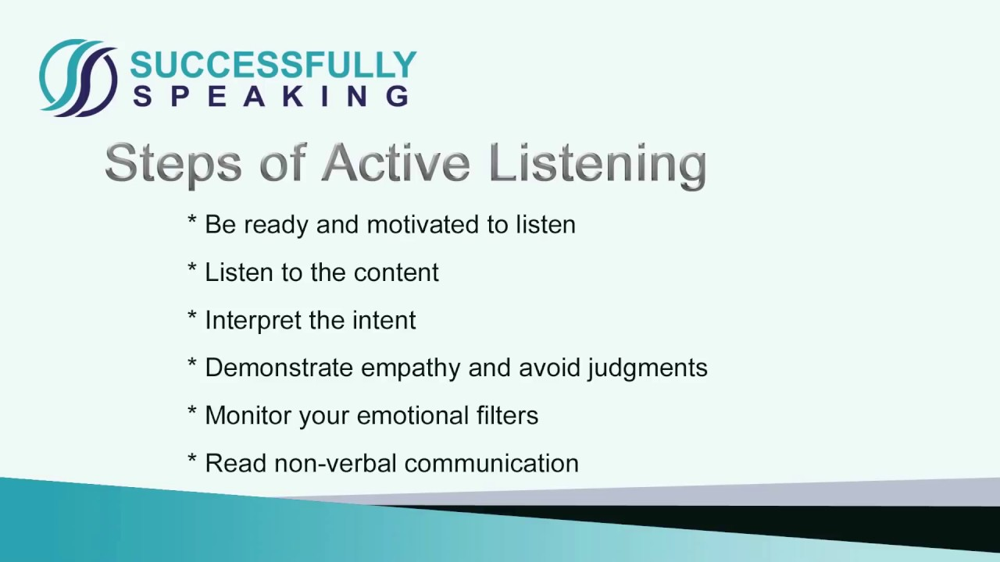 SUCCESSFULLY
SPEAKING
Steps of Active Listening
* Be ready and motivated to listen
* Listen to the content
* Interpret the intent
* Demonstrate empathy and avoid judgments
* Monitor your emotional filters
* Read non-verbal communication